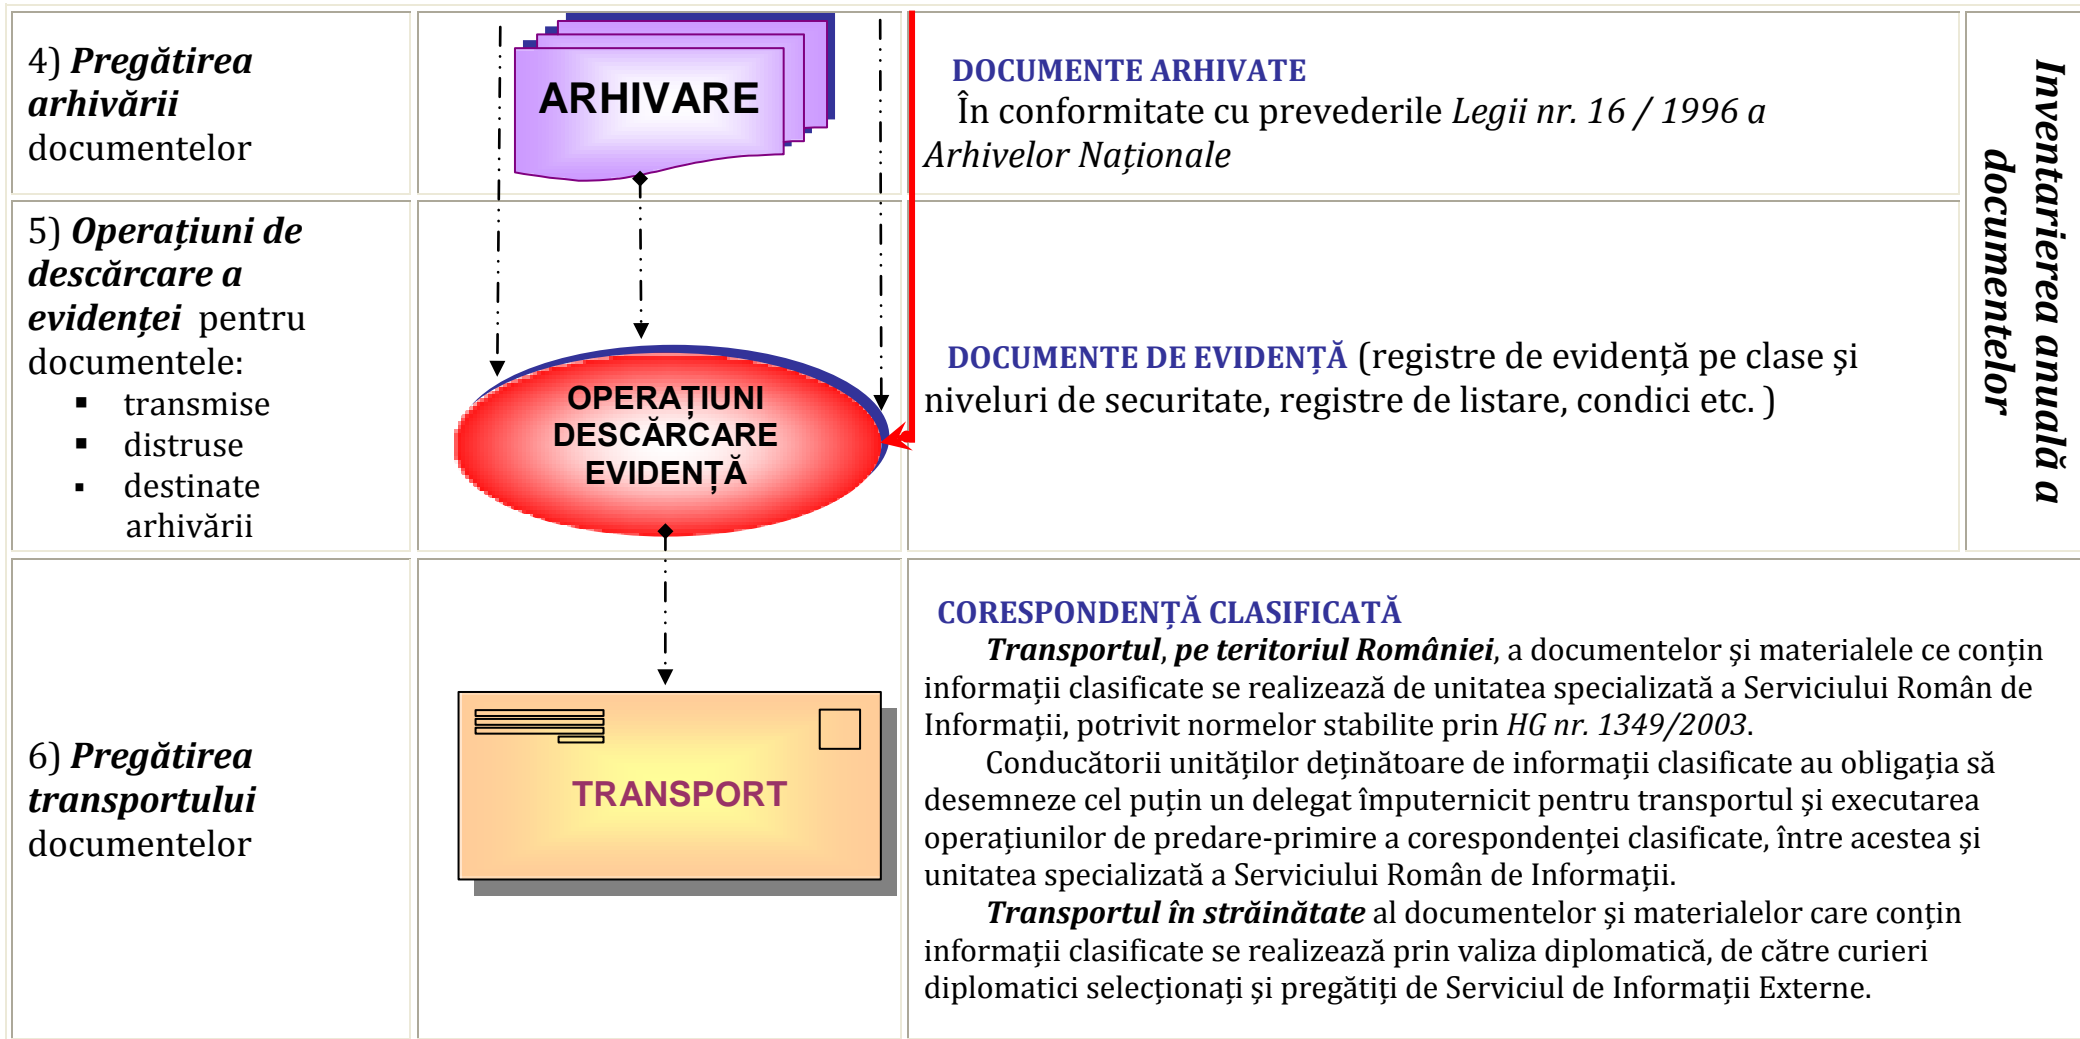 4) Pregătirea
arhivării
documentelor
ARHIVARE
DOCUMENTE ARHIVATE
În conformitate cu prevederile Legii nr. 16 / 1996 a
Arhivelor Naționale
Inventarierea anuală a
documentelor
5) Operațiuni de
descărcare a
evidenței pentru
documentele:
▪ transmise
▪ distruse
▪ destinate
arhivării
OPERAȚIUNI
DESCĂRCARE
EVIDENȚĂ
DOCUMENTE DE EVIDENȚĂ (registre de evidență pe clase și
niveluri de securitate, registre de listare, condici etc. )
6) Pregătirea
transportului
documentelor
TRANSPORT
CORESPONDENȚĂ CLASIFICATĂ
Transportul, pe teritoriul României, a documentelor și materialele ce conțin
informații clasificate se realizează de unitatea specializată a Serviciului Român de
Informații, potrivit normelor stabilite prin HG nr. 1349/2003.
Conducătorii unităților deținătoare de informații clasificate au obligația să
desemneze cel puțin un delegat împuternicit pentru transportul și executarea
operațiunilor de predare-primire a corespondenței clasificate, între acestea și
unitatea specializată a Serviciului Român de Informații.
Transportul în străinătate al documentelor și materialelor care conțin
informații clasificate se realizează prin valiza diplomatică, de către curieri
diplomatici selecționați și pregătiți de Serviciul de Informații Externe.